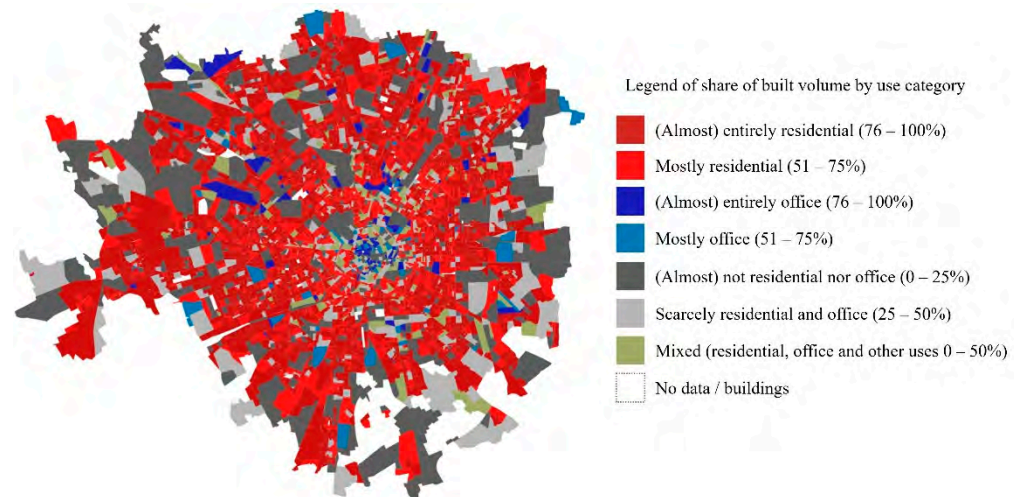 Legend of share of built volume by use category
(Almost) entirely residential (76 – 100%)
Mostly residential (51 – 75%)
(Almost) entirely office (76 – 100%)
Mostly office (51 – 75%)
(Almost) not residential nor office (0 – 25%)
Scarcely residential and office (25 – 50%)
Mixed (residential, office and other uses 0 – 50%)
No data / buildings